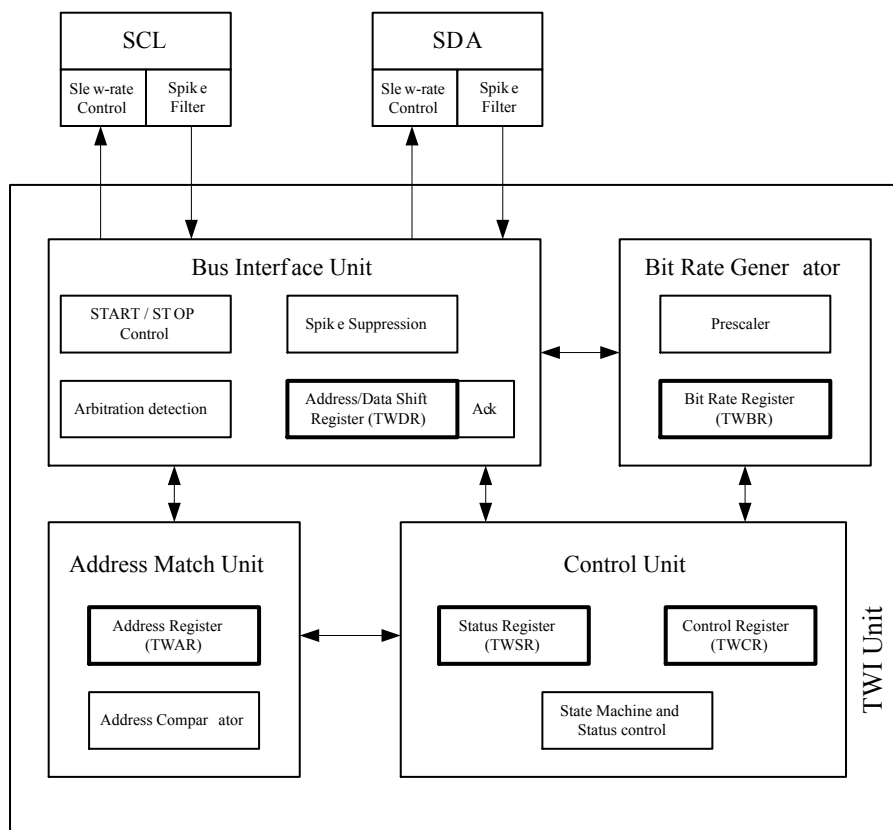 SCL
SDA
Slew-rate
Control
Spike
Filter
Slew-rate
Control
Spike
Filter
Bus Interface Unit
START / STOP
Control
Spike Suppression
Arbitration detection
Address/Data Shift
Register (TWDR)
Ack
Bit Rate Generator
Prescaler
Bit Rate Register
(TWBR)
Address Match Unit
Address Register
(TWAR)
Address Comparator
Control Unit
Status Register
(TWSR)
Control Register
(TWCR)
State Machine and
Status control
TWI Unit